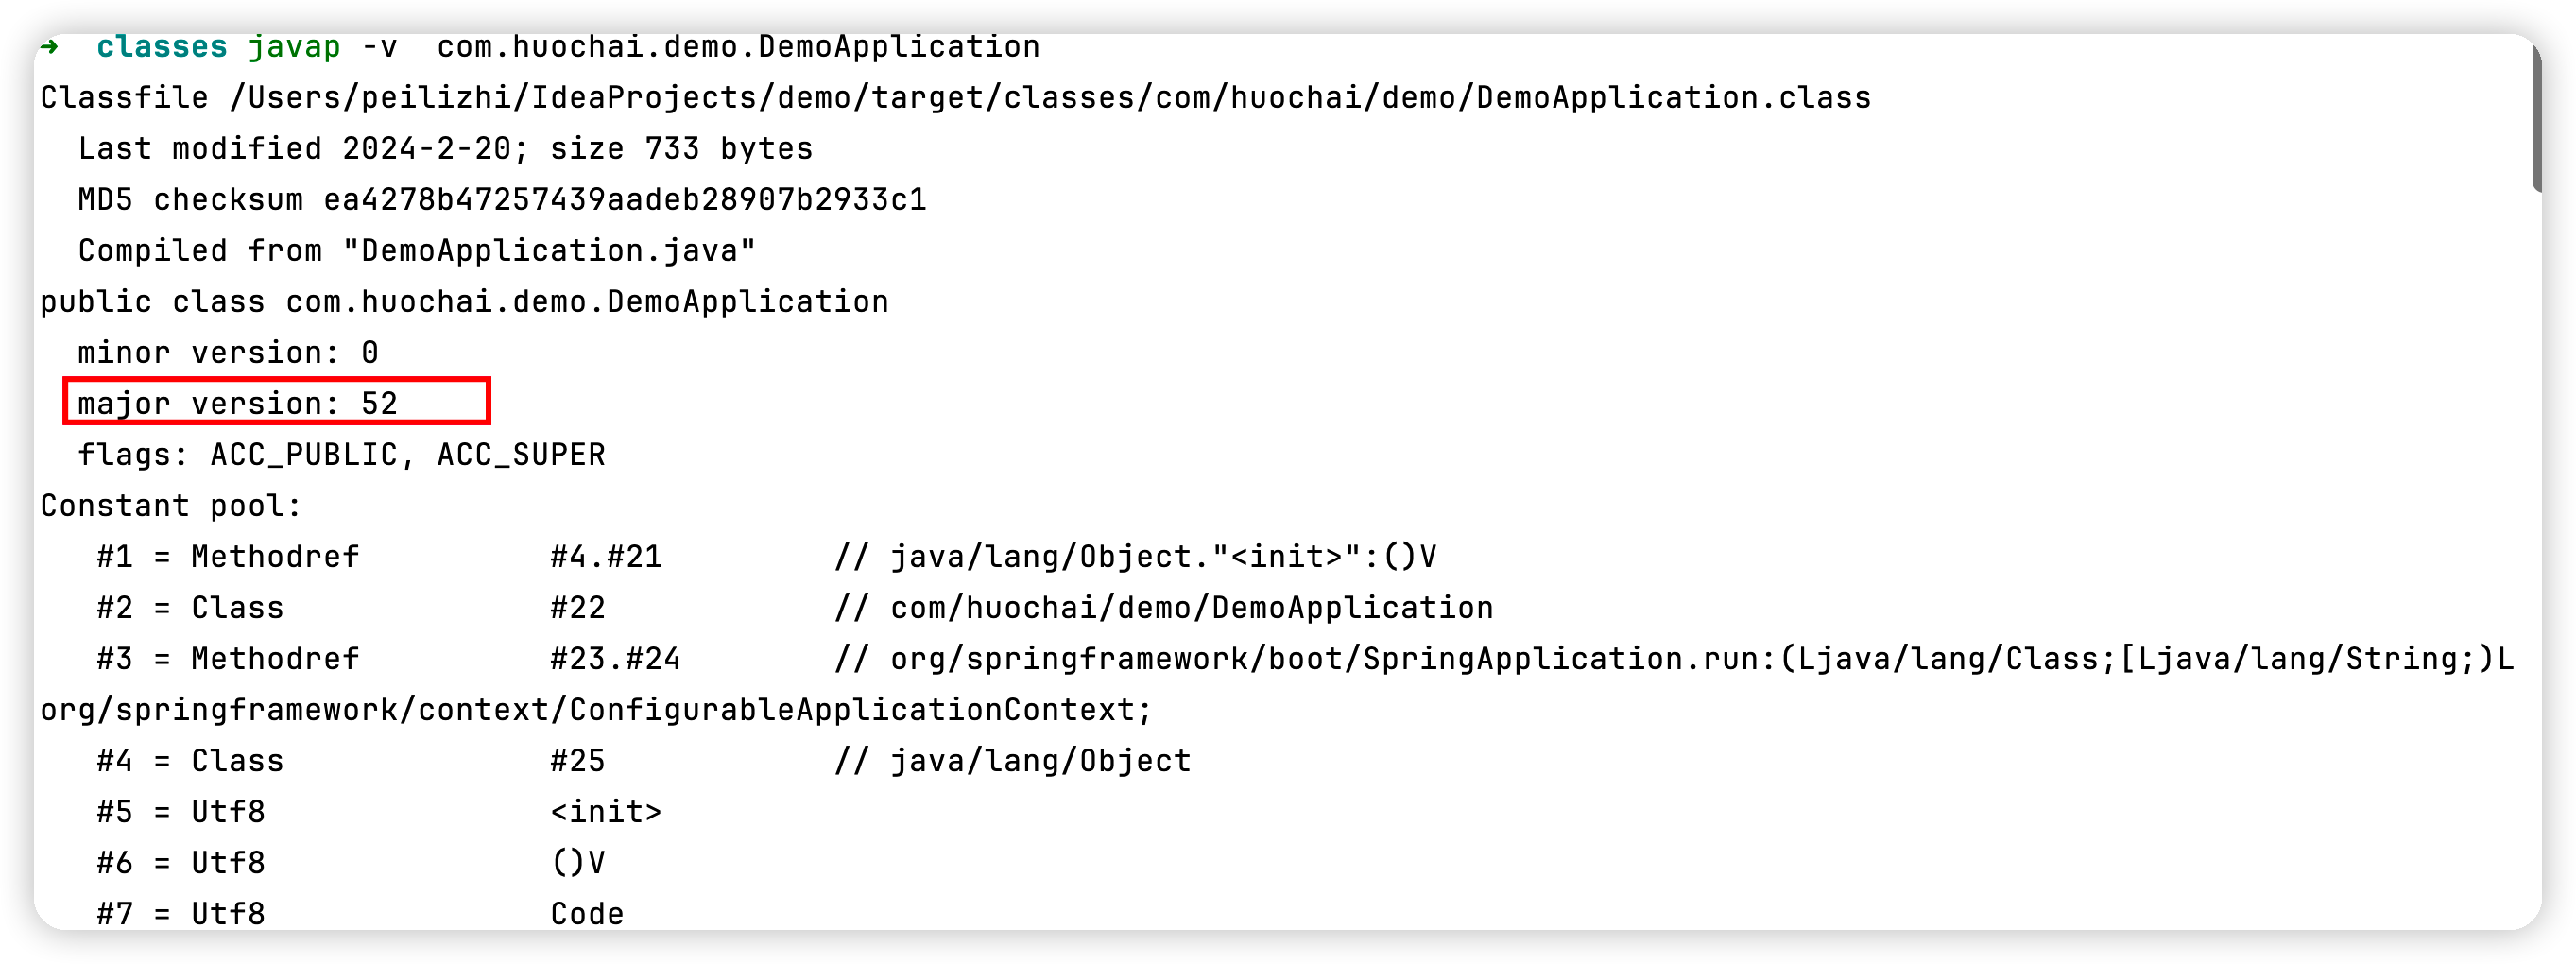 ➜  classes javap -v  com.huochai.demo.DemoApplication
Classfile /Users/peilizhi/IdeaProjects/demo/target/classes/com/huochai/demo/DemoApplication.class
  Last modified 2024-2-20; size 733 bytes
  MD5 checksum ea4278b47257439aadeb28907b2933c1
  Compiled from "DemoApplication.java"
public class com.huochai.demo.DemoApplication
  minor version: 0
  major version: 52
  flags: ACC_PUBLIC, ACC_SUPER
Constant pool:
   #1 = Methodref          #4.#21         // java/lang/Object."<init>":()V
   #2 = Class              #22            // com/huochai/demo/DemoApplication
   #3 = Methodref          #23.#24        // org/springframework/boot/SpringApplication.run:(Ljava/lang/Class;[Ljava/lang/String;)L
org/springframework/context/ConfigurableApplicationContext;
   #4 = Class              #25            // java/lang/Object
   #5 = Utf8               <init>
   #6 = Utf8               ()V
   #7 = Utf8               Code